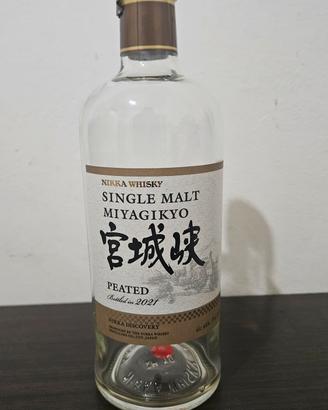 NIKKA WHISKY
SINGLE MALT
MIYAGIKYO
宮城峡
PEATED
Bottled in 2021
NIKKA DISCOVERY